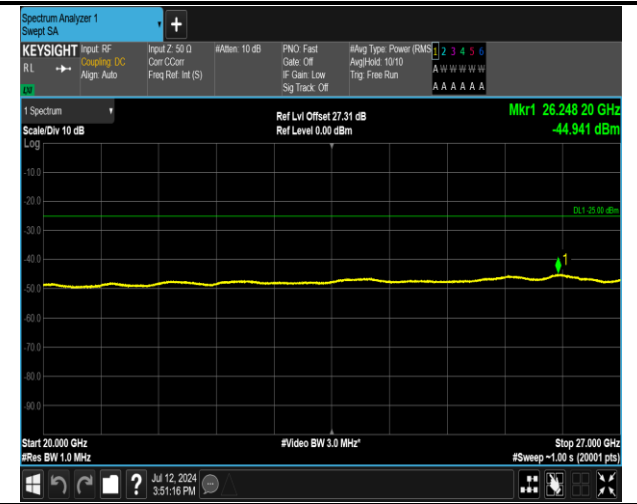 Spectrum Analyzer 1
Swept SA
+
KEYSIGHT
RL
Input: RF
Coupling: DC
Align: Auto
Input Z: 50 Ω
Corr CCorr
Freq Ref: Int (S)
#Atten: 10 dB
PNO: Fast
Gate: Off
IF Gain: Low
Sig Track: Off
#Avg Type: Power (RMS
Avg|Hold: 10/10
Trig: Free Run
1 2 3 4 5 6
A W W W W W
A A A A A A
1 Spectrum
Scale/Div 10 dB
Log
Ref Lvl Offset 27.31 dB
Ref Level 0.00 dBm
Mkr1 26.248 20 GHz
-44.941 dBm
-10.0
-20.0
DL1 -25.00 dBm
-30.0
-40.0
1
-50.0
-60.0
-70.0
-80.0
-90.0
Start 20.000 GHz
#Res BW 1.0 MHz
#Video BW 3.0 MHz*
Stop 27.000 GHz
#Sweep ~1.00 s (20001 pts)
?
Jul 12, 2024
3:51:16 PM